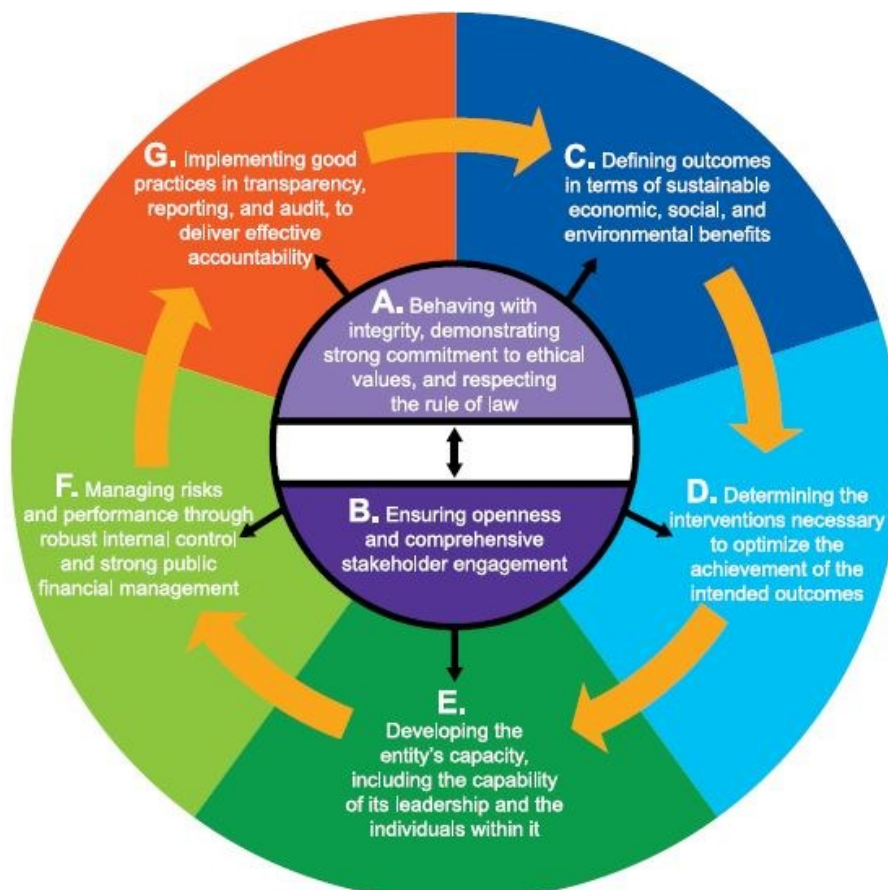 A. Behaving with
integrity, demonstrating
strong commitment to ethical
values, and respecting
the rule of law
B. Ensuring openness
and comprehensive
stakeholder engagement
C. Defining outcomes
in terms of sustainable
economic, social, and
environmental benefits
D. Determining the
interventions necessary
to optimize the
achievement of the
intended outcomes
E.
Developing the
entity's capacity,
including the capability
of its leadership and the
individuals within it
F. Managing risks
and performance through
robust internal control
and strong public
financial management
G. Implementing good
practices in transparency,
reporting, and audit, to
deliver effective
accountability